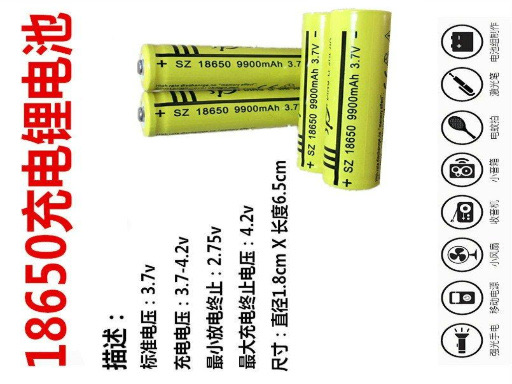 18650充电锂电池
描述：
标准电压：3.7v
充电电压：3.7-4.2v
最小放电终止：2.75v
最大充电终止电压：4.2v
尺寸：直径1.8cm X 长度6.5cm
+ SZ 18650 9900mAh 3.7V
+ SZ 18650 9900mAh 3.7
+ SZ 18650 9900mAh 3.7V −
+ SZ 18650 9900mAh 3.7V −
强光手电
移动电源
小风扇
收音机
小音箱
电蚊拍
激光笔
电池组制作